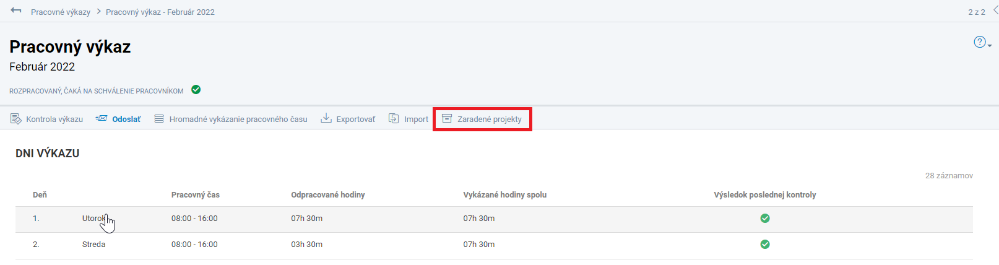 Pracovné výkazy > Pracovný výkaz - Február 2022 2 z 2
Pracovný výkaz
Február 2022
ROZPRACOVANÝ, ČAKÁ NA SCHVÁLENIE PRACOVNÍKOM
Kontrola výkazu Odoslať Hromadné vykázanie pracovného času Exportovať Import Zaradené projekty
DNI VÝKAZU
28 záznamov
Deň Pracovný čas Odpracované hodiny Vykázané hodiny spolu Výsledok poslednej kontroly
1. Utorok 08:00 - 16:00 07h 30m 07h 30m
2. Streda 08:00 - 16:00 03h 30m 07h 30m